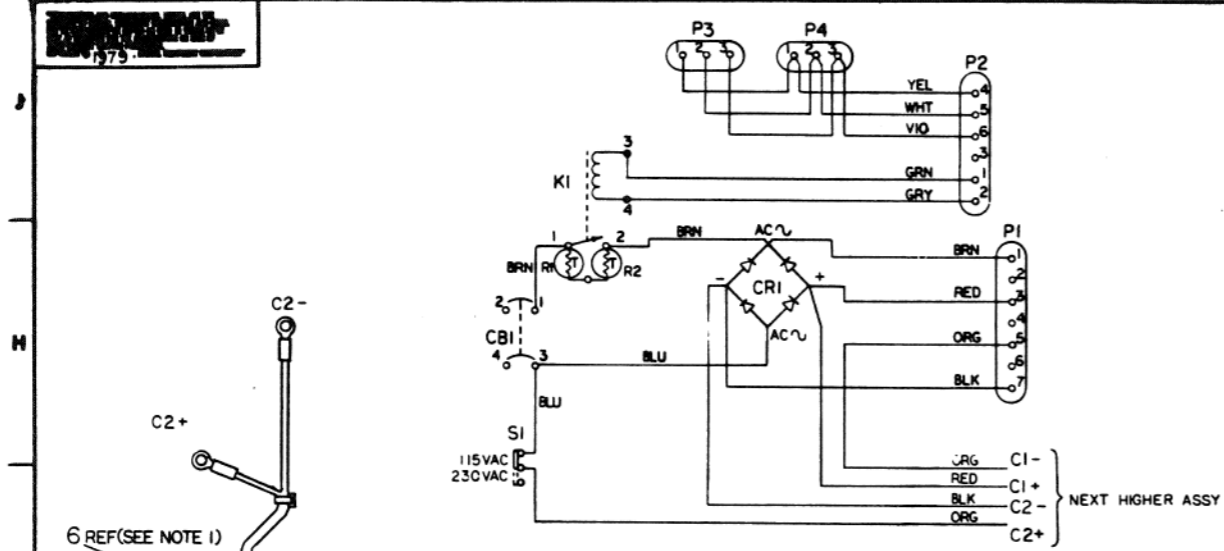 1979
P3
P4
P2
1 2 3
1 2 3
YEL 4
WHT 5
VIO 6
3
GRN 1
GRY 2
K1
3
4
P1
1 2
BRN
AC
BRN 1
BRN
R1 T T R2
2
- CR1 +
RED 3
2 1
4
C2-
CB1
AC
ORG 5
H
4 3
BLU
6
BLK 7
BLU
C2+
S1
115VAC
230VAC
C1-
RED C1+
BLK C2-
NEXT HIGHER ASSY
ORG C2+
6 REF(SEE NOTE 1)